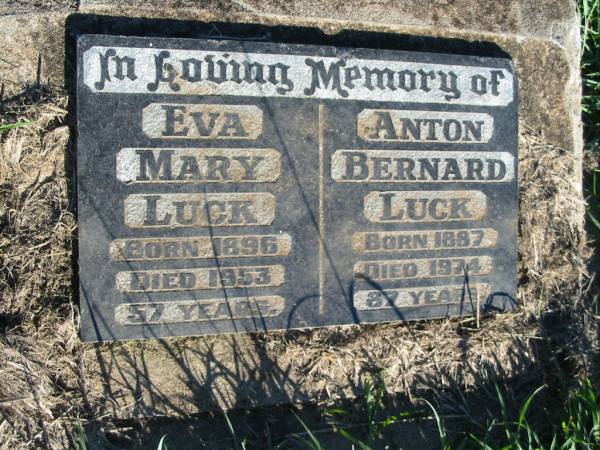 In Loving Memory of
EVA
MARY
LUCK
BORN 1896
DIED 1953
57 YEARS
ANTON
BERNARD
LUCK
BORN 1887
DIED 1974
87 YEARS